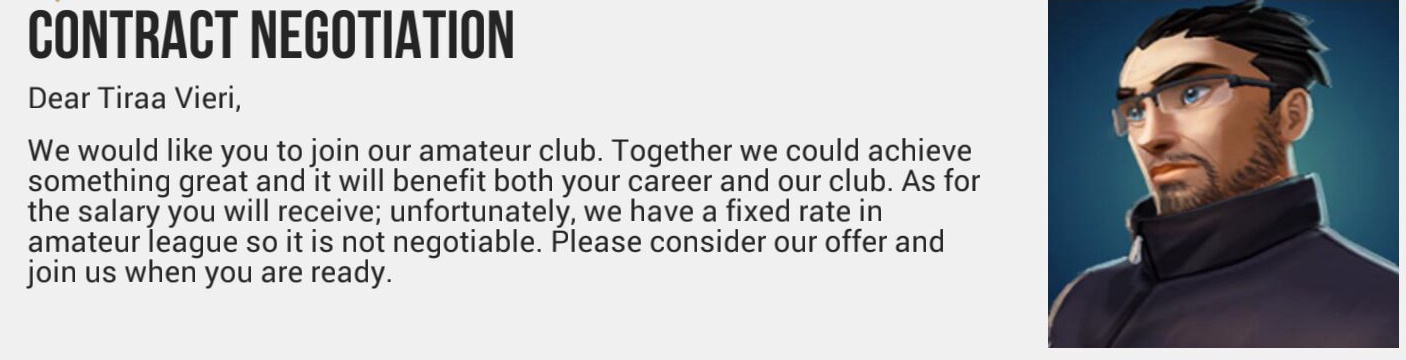 CONTRACT NEGOTIATION
Dear Tiraa Vieri,
We would like you to join our amateur club. Together we could achieve
something great and it will benefit both your career and our club. As for
the salary you will receive; unfortunately, we have a fixed rate in
amateur league so it is not negotiable. Please consider our offer and
join us when you are ready.